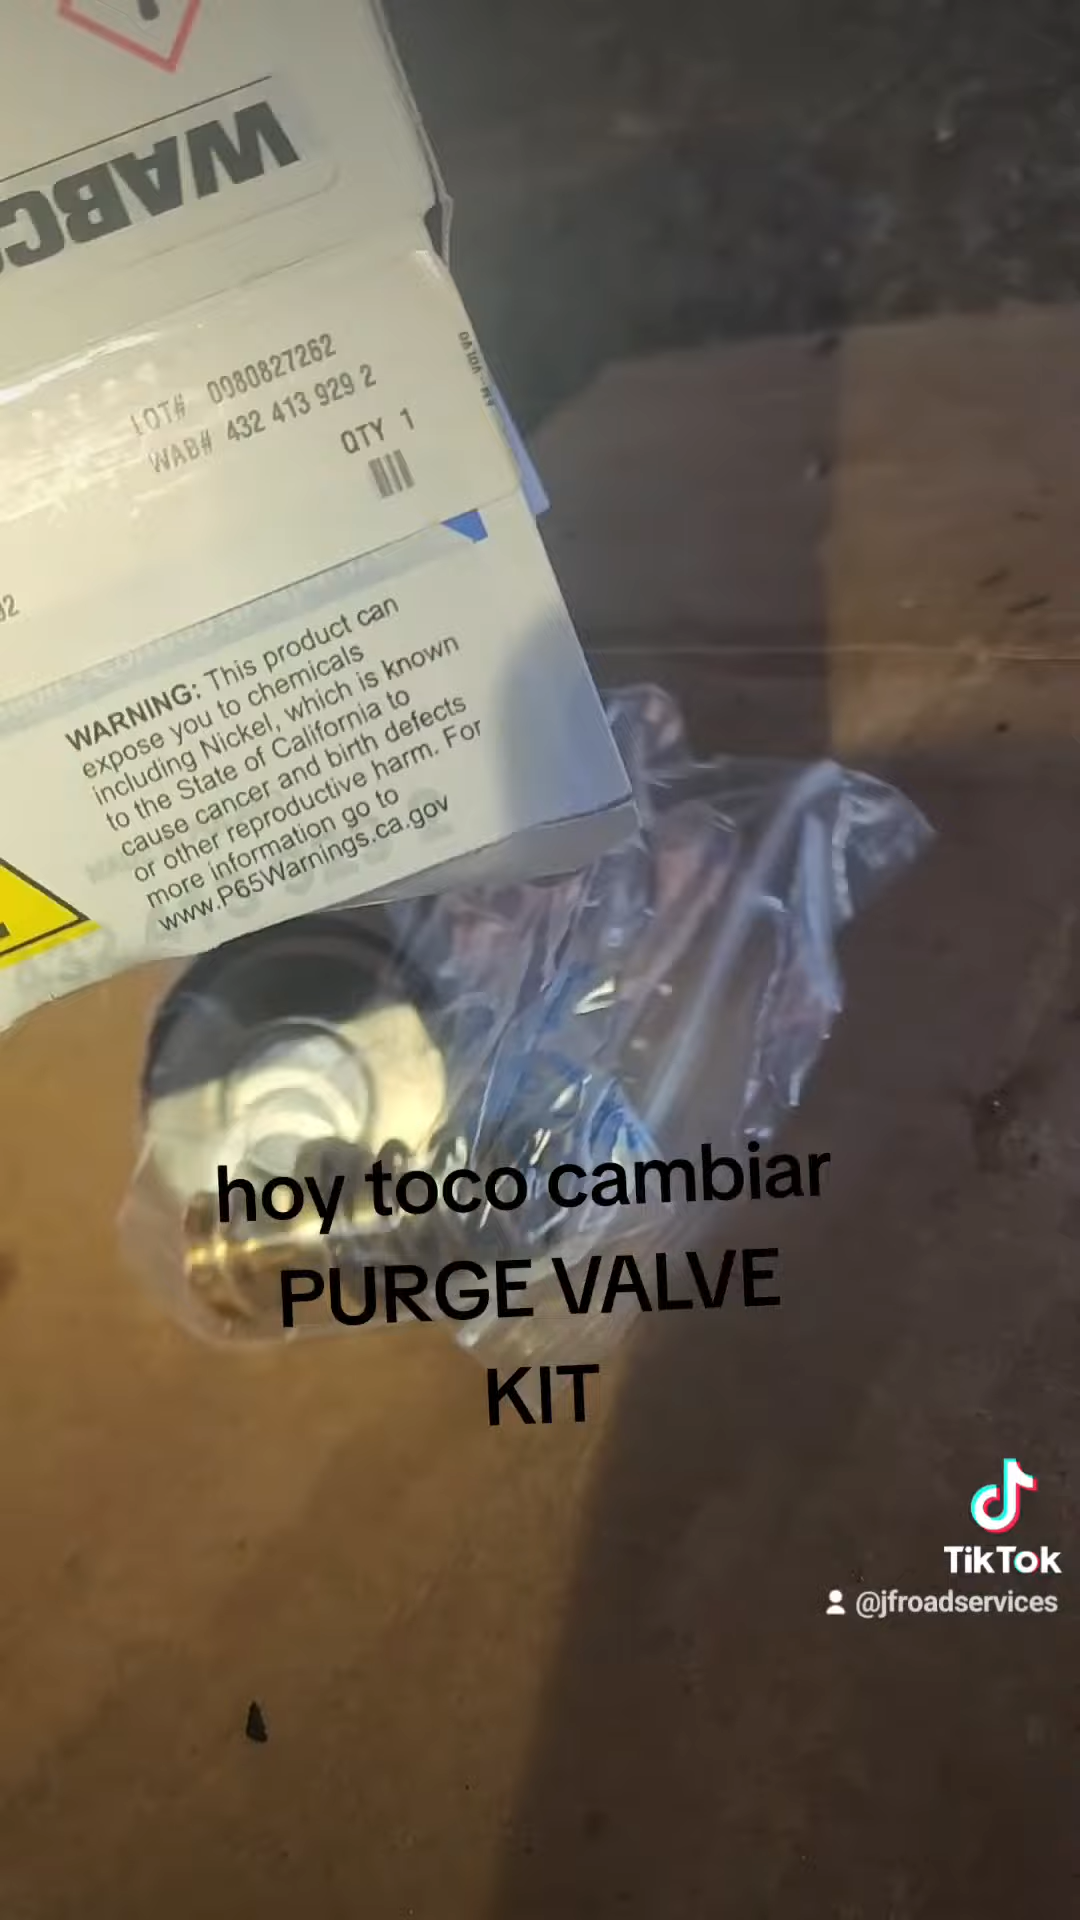 WABC
LOT# 0080827262
WAB# 432 413 929 2
QTY 1
92
WARNING: This product can
expose you to chemicals
including Nickel, which is known
to the State of California to
cause cancer and birth defects
or other reproductive harm. For
more information go to
www.P65Warnings.ca.gov
hoy toco cambiar
PURGE VALVE
KIT
TikTok
@jfroadservices